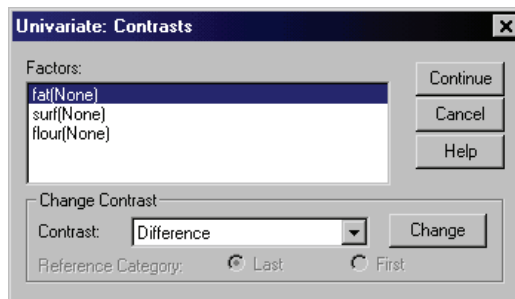 Univariate: Contrasts
Factors:
fat(None)
surf(None)
flour(None)
Continue
Cancel
Help
Change Contrast
Contrast: Difference Change
Reference Category: Last First